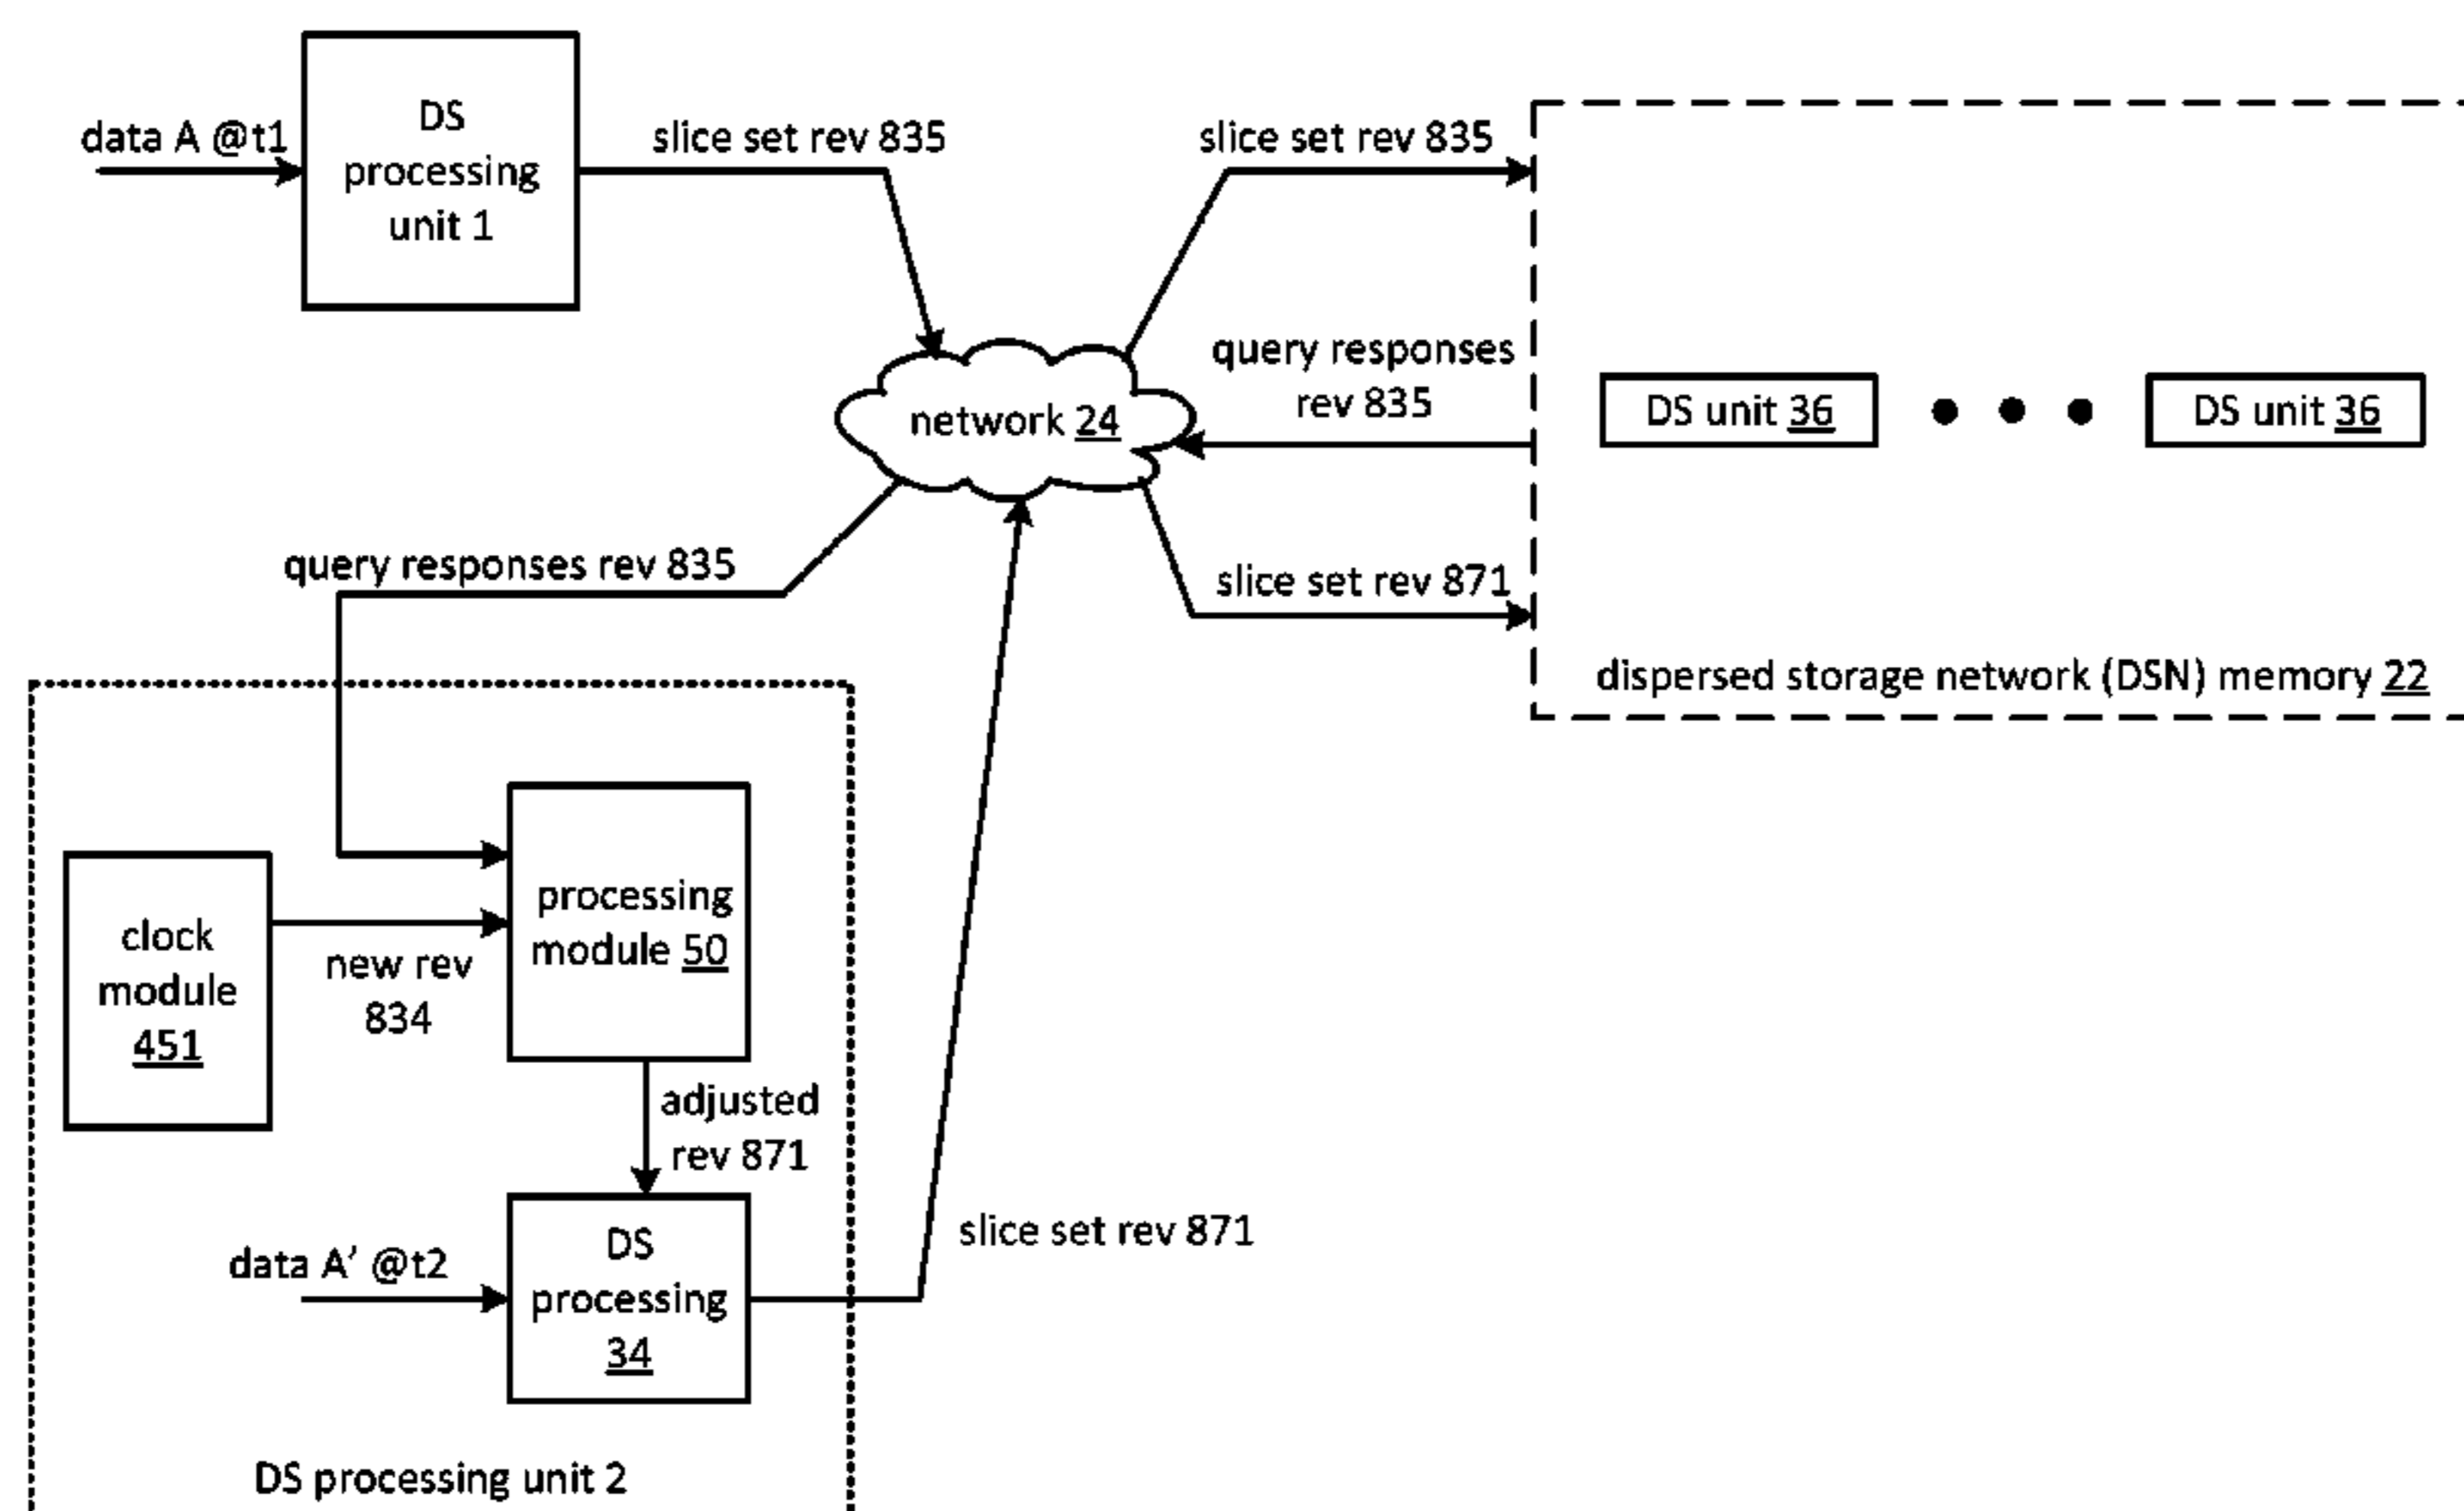 data A @t1
DS
processing
unit 1
slice set rev 835
slice set rev 835
network 24
query responses
rev 835
DS unit 36
DS unit 36
query responses rev 835
slice set rev 871
dispersed storage network (DSN) memory 22
clock
module
451
new rev
834
processing
module 50
adjusted
rev 871
data A' @t2
DS
processing
34
slice set rev 871
DS processing unit 2